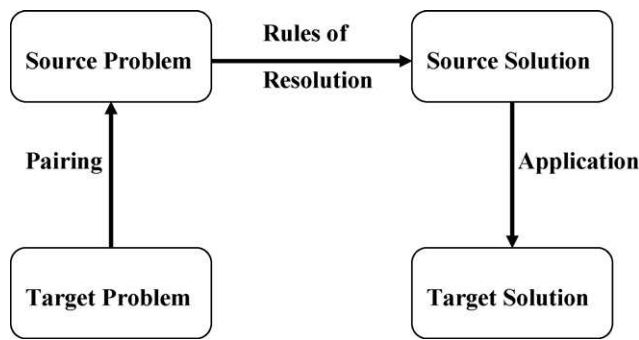 Source Problem
Rules of
Resolution
Source Solution
Pairing
Application
Target Problem
Target Solution